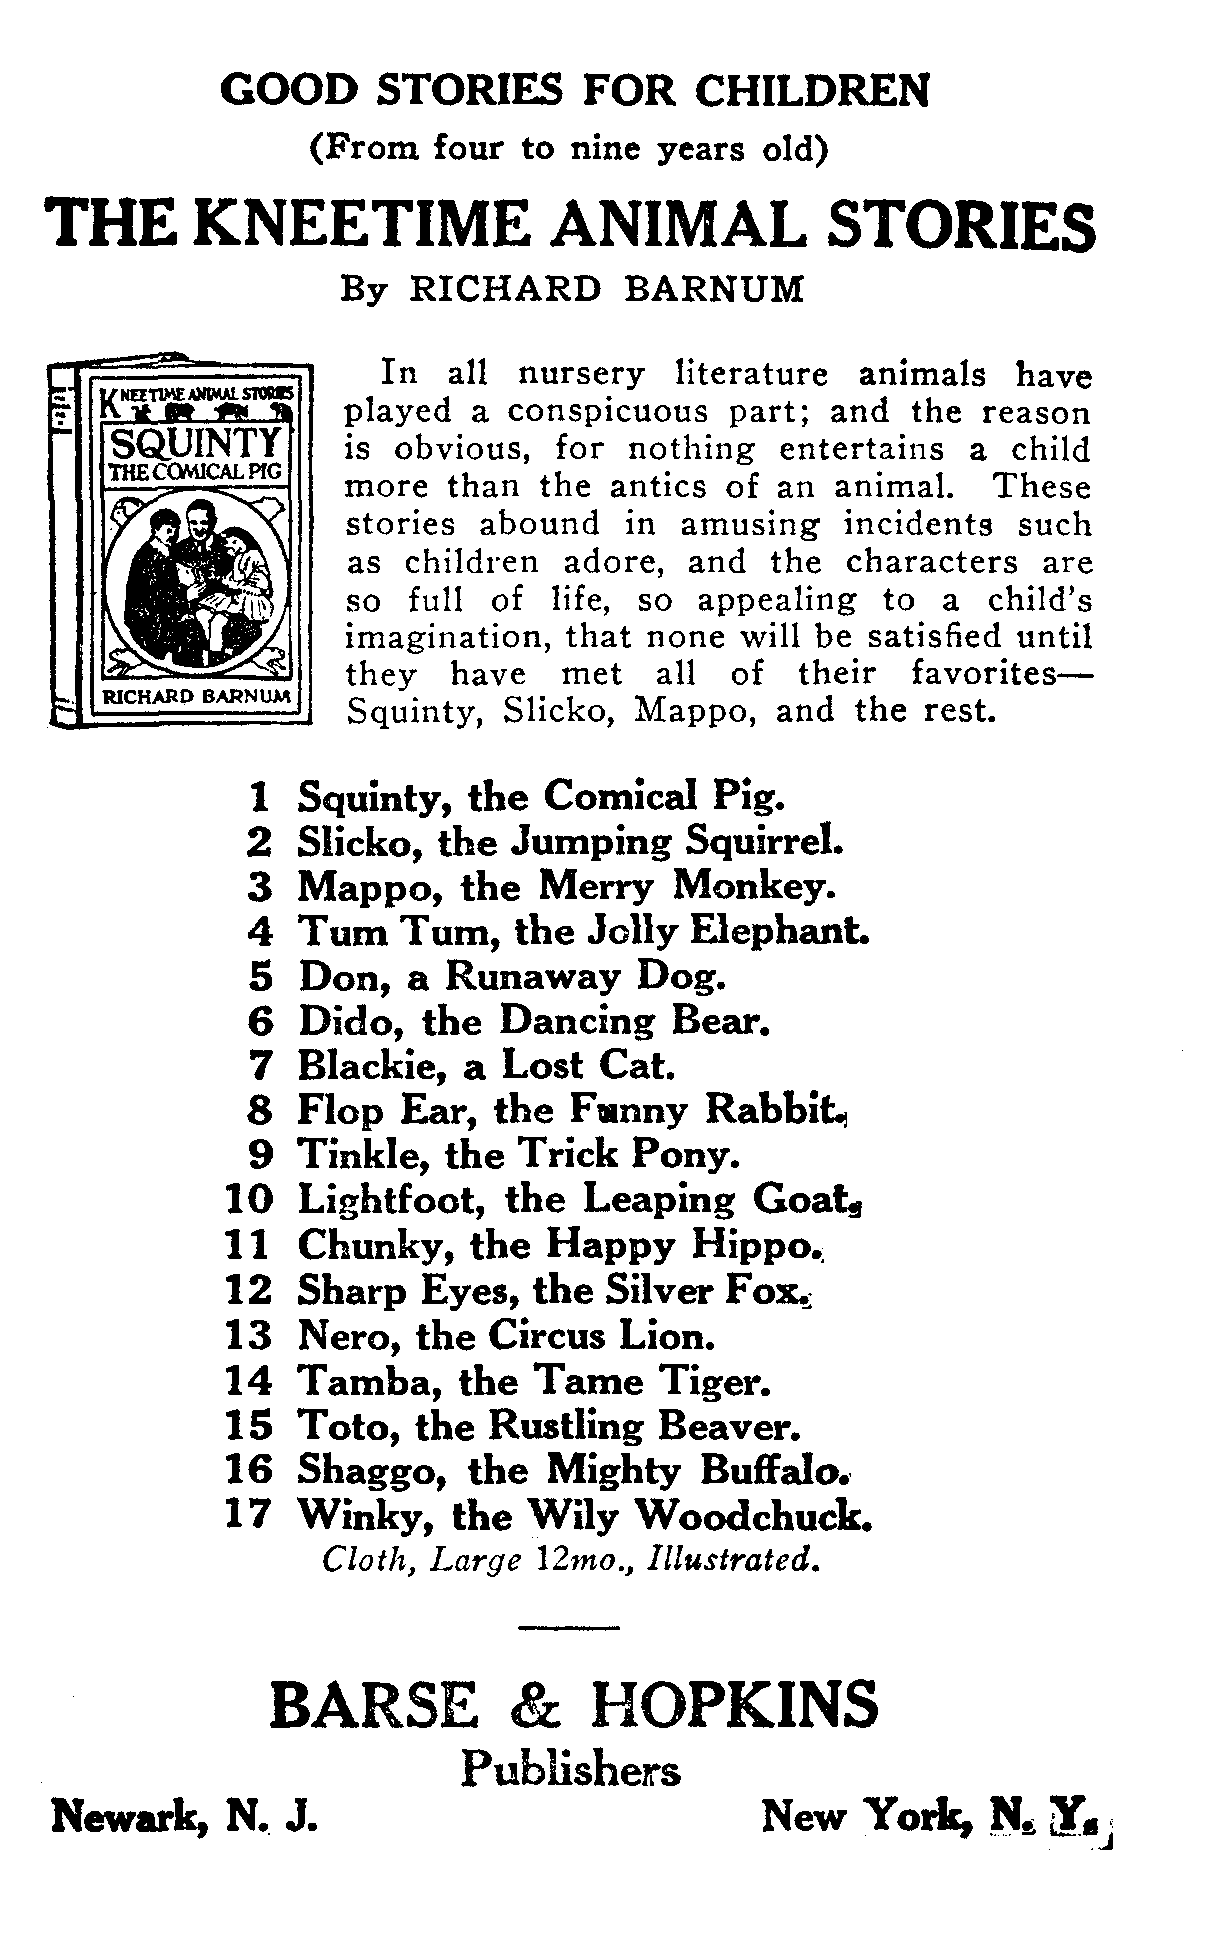 GOOD STORIES FOR CHILDREN
(From four to nine years old)
THE KNEETIME ANIMAL STORIES
By RICHARD BARNUM
KNEETIME ANIMAL STORIES
SQUINTY
THE COMICAL PIG
RICHARD BARNUM
In all nursery literature animals have
played a conspicuous part; and the reason
is obvious, for nothing entertains a child
more than the antics of an animal. These
stories abound in amusing incidents such
as children adore, and the characters are
so full of life, so appealing to a child's
imagination, that none will be satisfied until
they have met all of their favorites—
Squinty, Slicko, Mappo, and the rest.
1 Squinty, the Comical Pig.
2 Slicko, the Jumping Squirrel.
3 Mappo, the Merry Monkey.
4 Tum Tum, the Jolly Elephant.
5 Don, a Runaway Dog.
6 Dido, the Dancing Bear.
7 Blackie, a Lost Cat.
8 Flop Ear, the Funny Rabbit.
9 Tinkle, the Trick Pony.
10 Lightfoot, the Leaping Goat.
11 Chunky, the Happy Hippo.
12 Sharp Eyes, the Silver Fox.
13 Nero, the Circus Lion.
14 Tamba, the Tame Tiger.
15 Toto, the Rustling Beaver.
16 Shaggo, the Mighty Buffalo.
17 Winky, the Wily Woodchuck.
Cloth, Large 12mo., Illustrated.
BARSE & HOPKINS
Publishers
Newark, N. J. New York, N. Y.